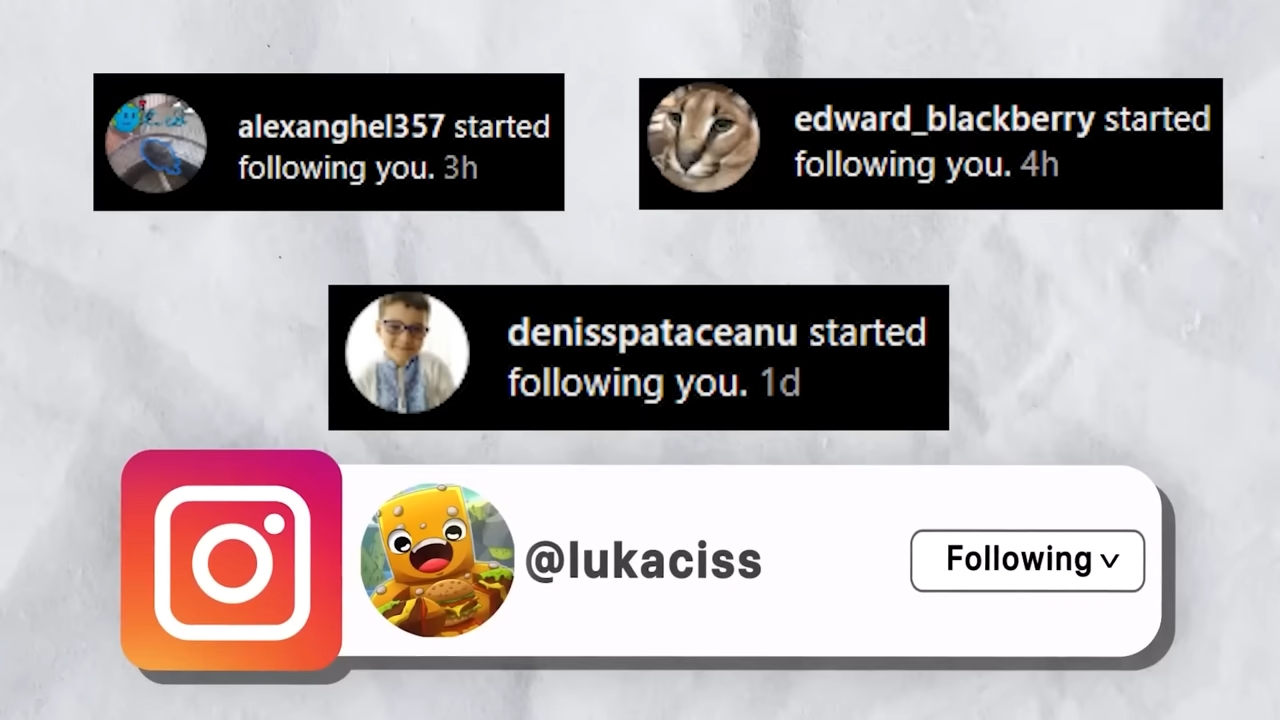 alexanghel357 started
following you. 3h
edward_blackberry started
following you. 4h
denisspataceanu started
following you. 1d
@lukaciss
Following